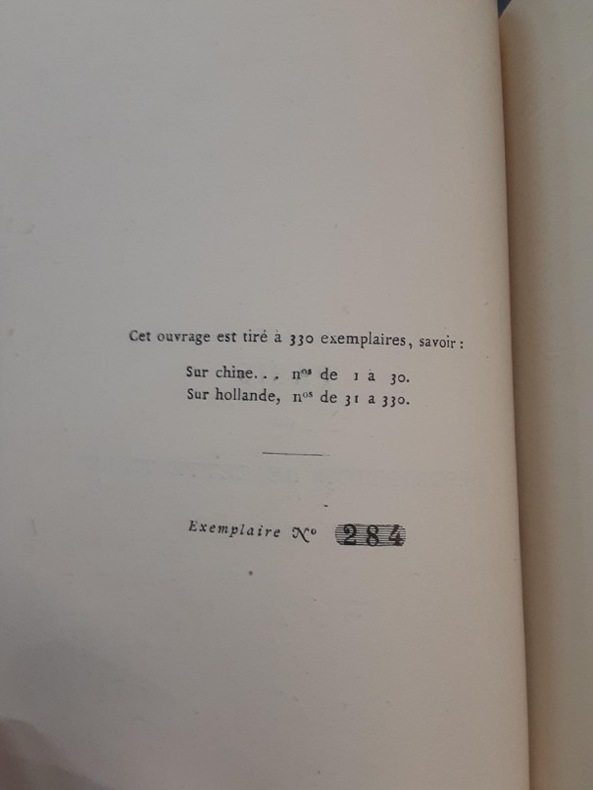 Cet ouvrage est tiré à 330 exemplaires, savoir :
Sur chine... nos de 1 à 30.
Sur hollande, nos de 31 a 330.
Exemplaire No 284